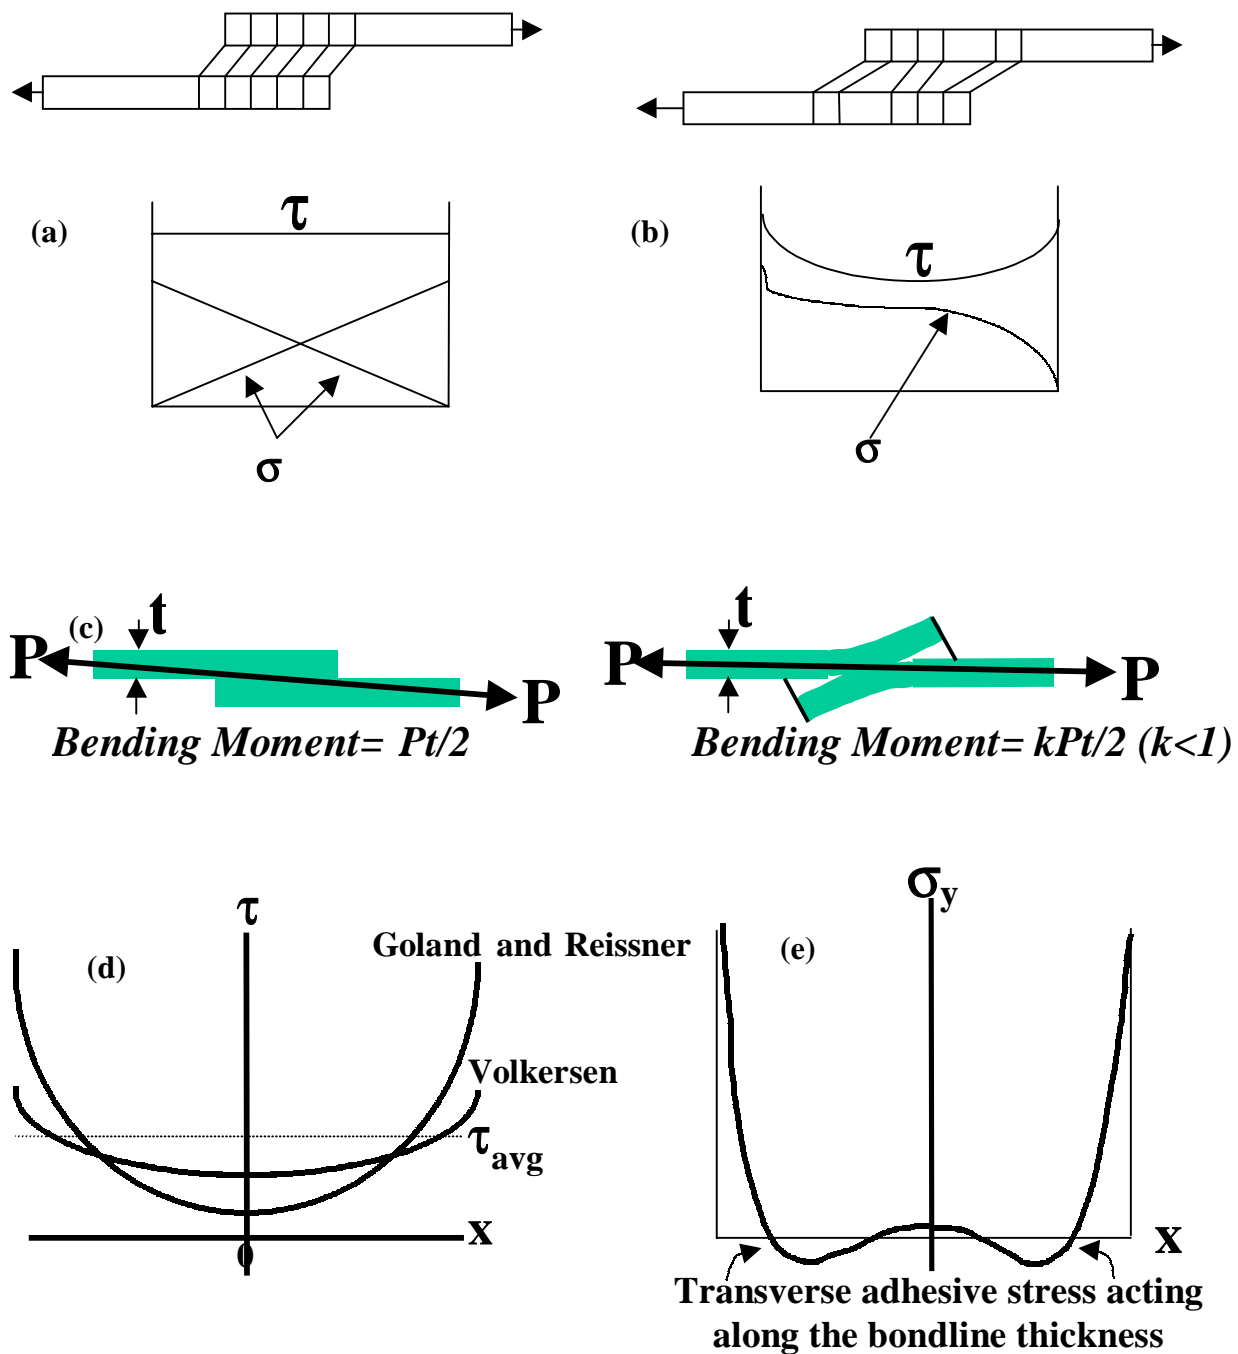 (a)
τ
σ
(b)
τ
σ
(c)
t
P
P
Bending Moment= Pt/2
t
P
P
Bending Moment= kPt/2 (k<1)
(d)
τ
Goland and Reissner
Volkersen
τavg
x
0
(e)
σy
x
Transverse adhesive stress acting
along the bondline thickness